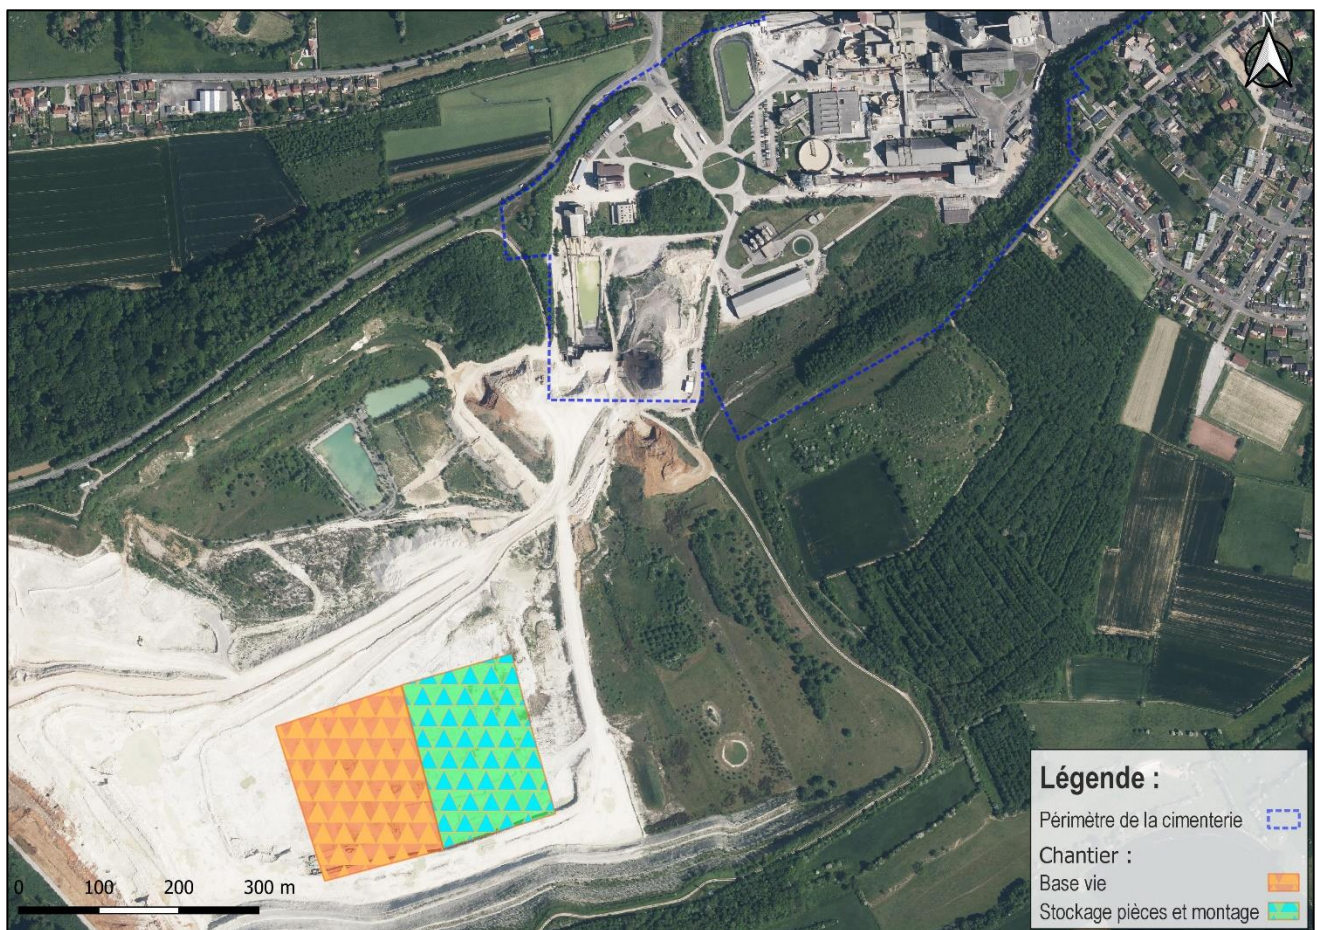 N
Légende :
Périmètre de la cimenterie
Chantier :
Base vie
Stockage pièces et montage
0 100 200 300 m